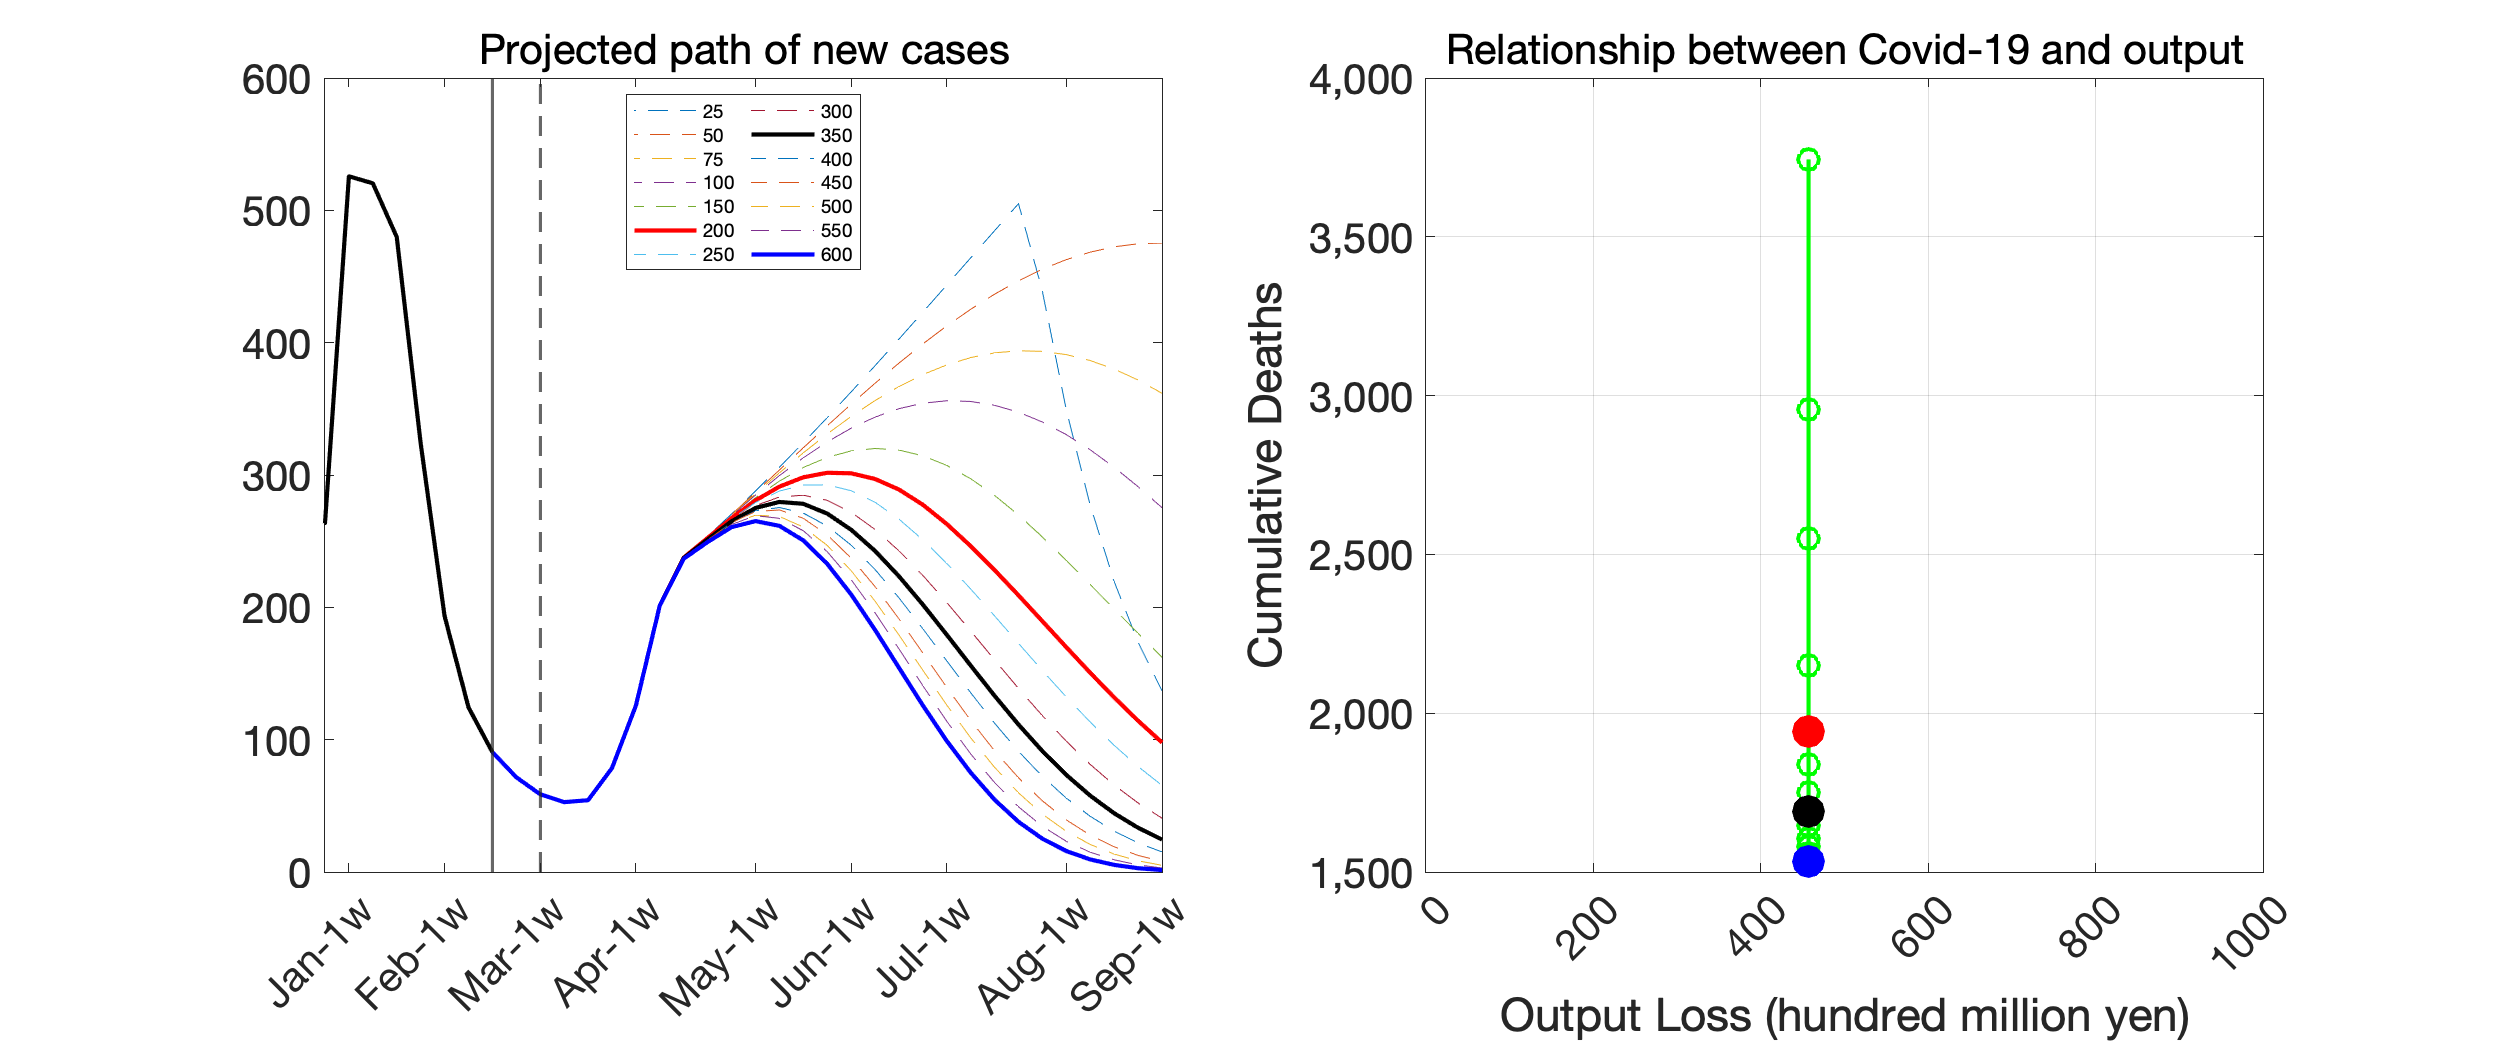 Projected path of new cases
600
500
400
300
200
100
0
25
50
75
100
150
200
250
300
350
400
450
500
550
600
Jan-1w
Feb-1w
Mar-1w
Apr-1w
May-1w
Jun-1w
Jul-1w
Aug-1w
Sep-1w
Relationship between Covid-19 and output
Cumulative Deaths
4,000
3,500
3,000
2,500
2,000
1,500
0
200
400
600
800
1000
Output Loss (hundred million yen)